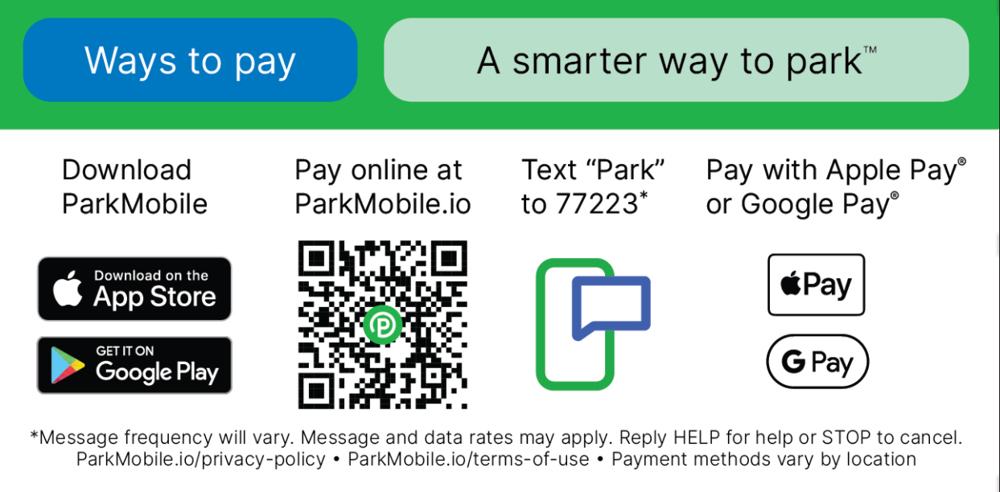 Ways to pay
A smarter way to park™
Download
ParkMobile
Pay online at
ParkMobile.io
Text “Park”
to 77223*
Pay with Apple Pay®
or Google Pay®
Download on the
App Store
GET IT ON
Google Play
P
Pay
G Pay
*Message frequency will vary. Message and data rates may apply. Reply HELP for help or STOP to cancel.
ParkMobile.io/privacy-policy • ParkMobile.io/terms-of-use • Payment methods vary by location